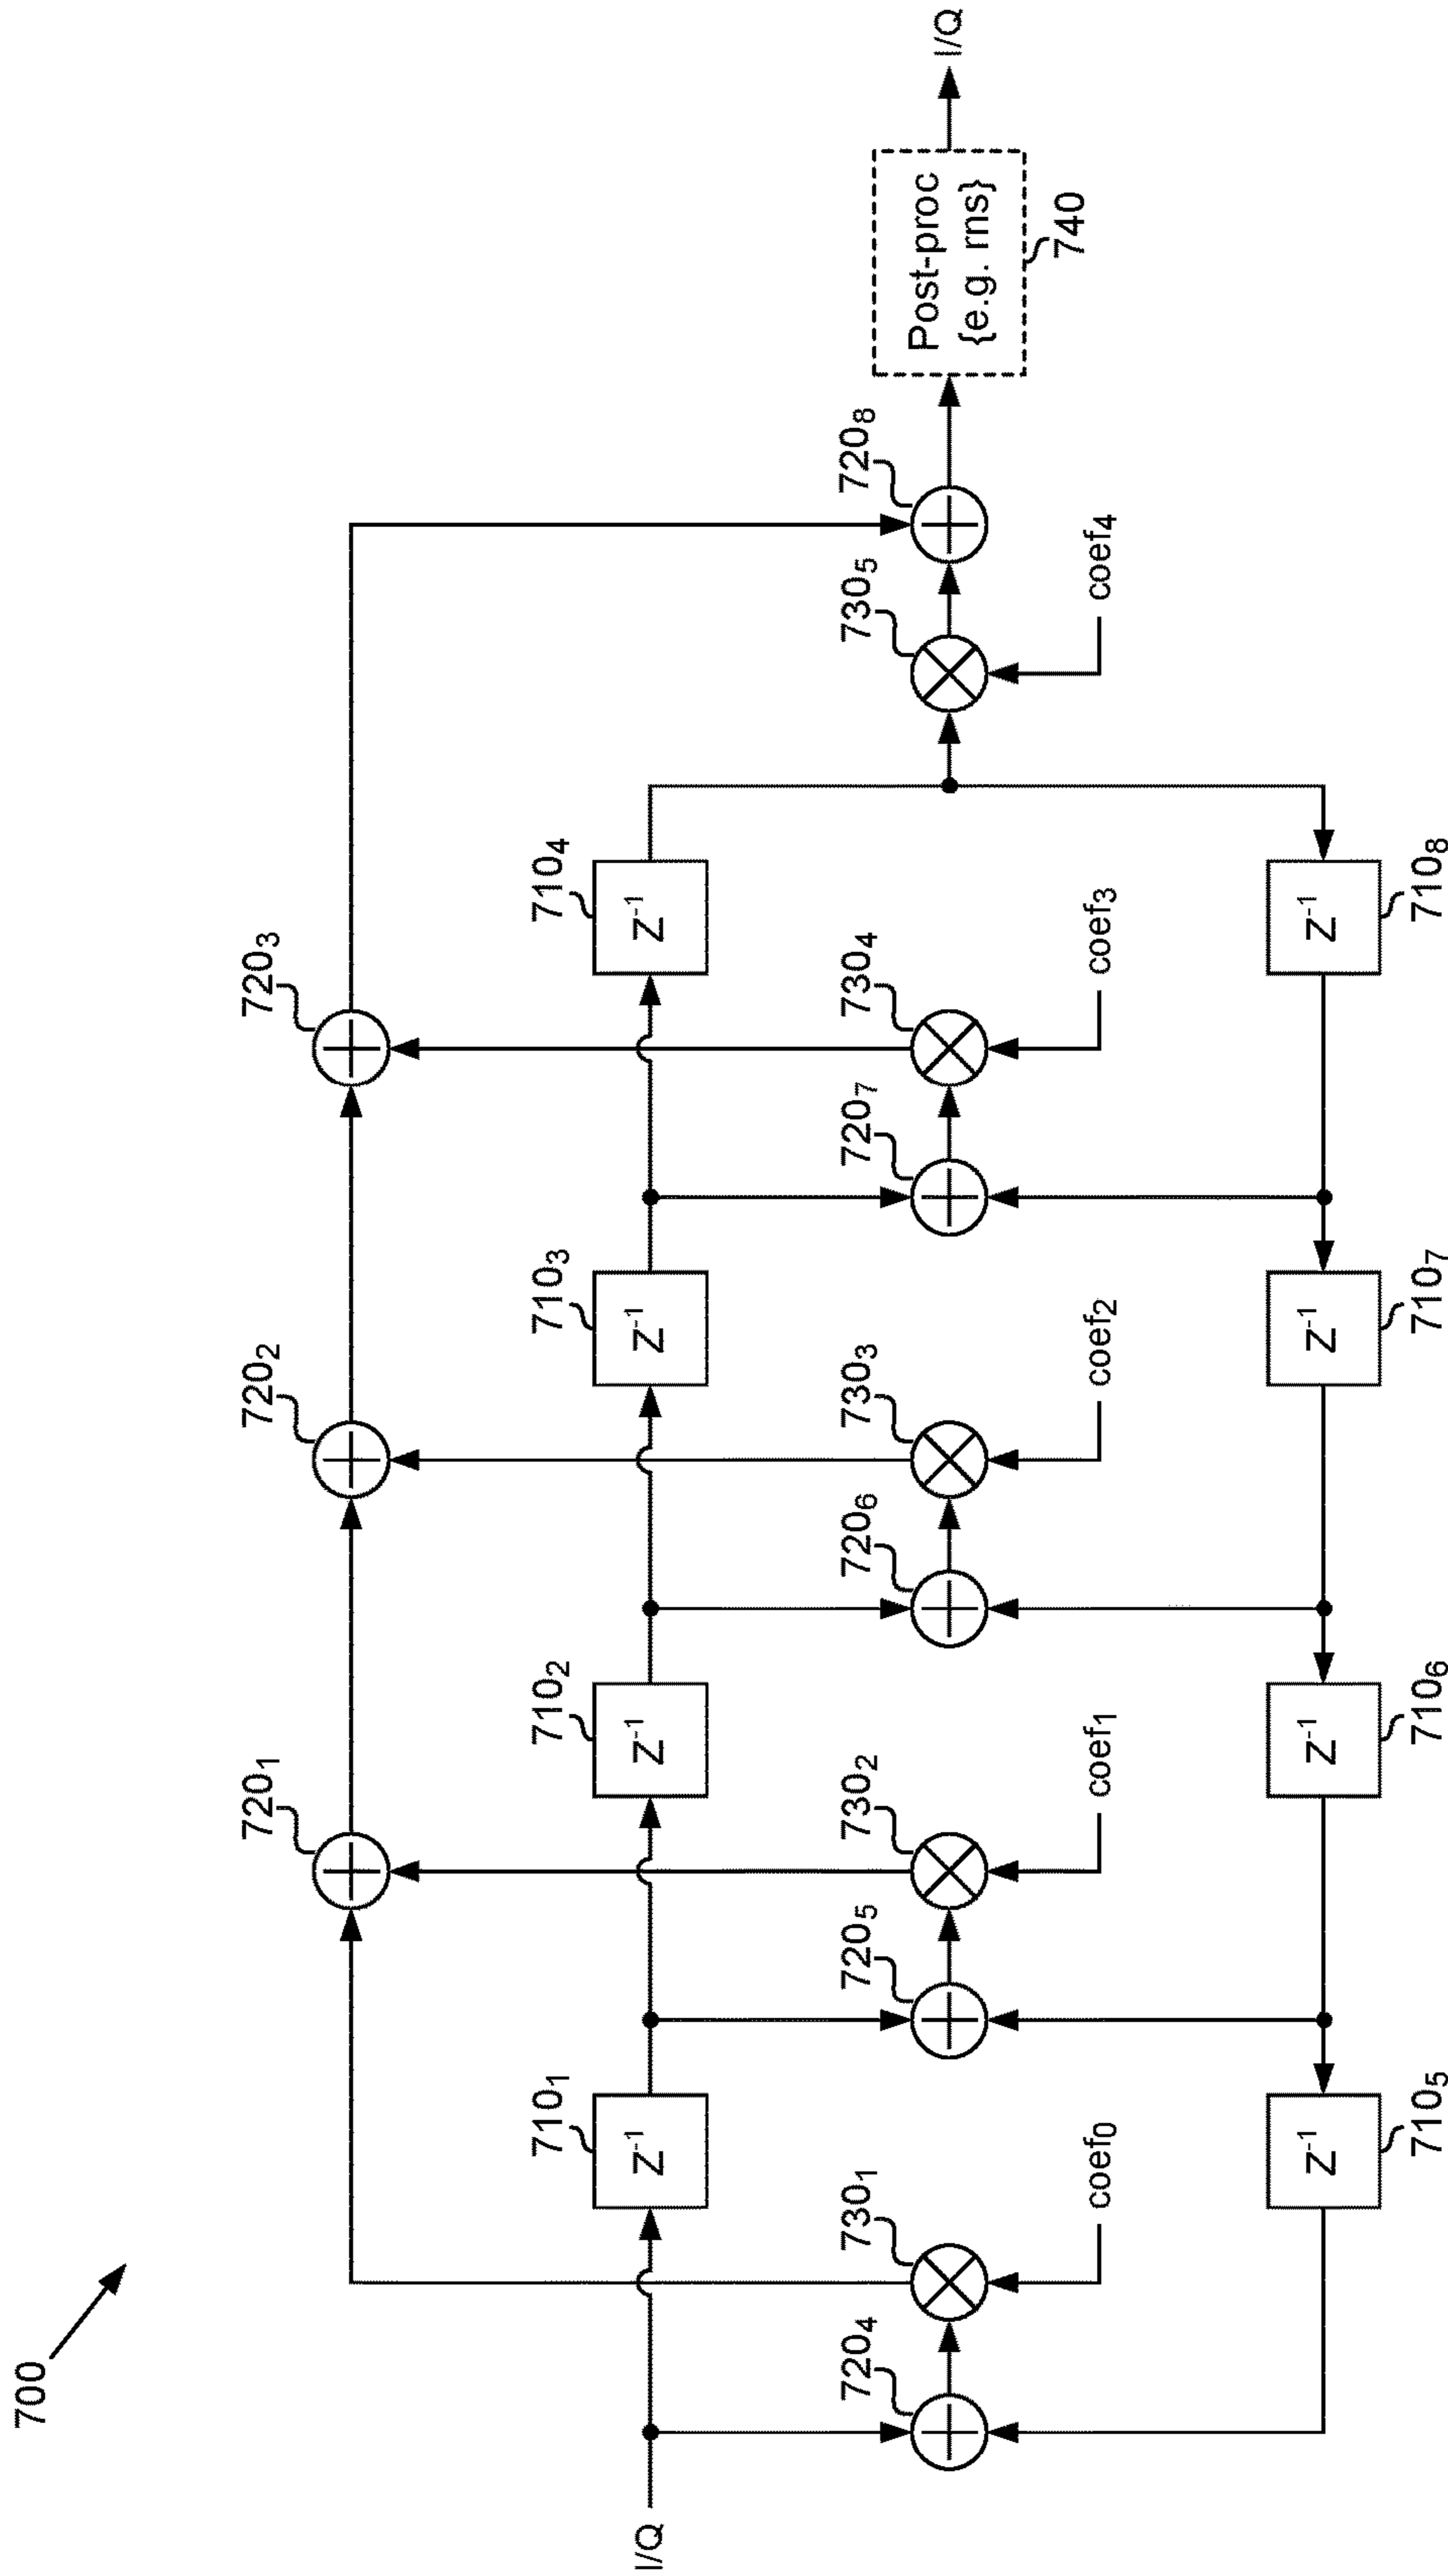 700
720₁
720₂
720₃
710₁
710₂
710₃
710₄
I/Q
720₄
730₁
720₅
730₂
720₆
730₃
720₇
730₄
730₅
720₈
Z⁻¹
Z⁻¹
Z⁻¹
Z⁻¹
Post-proc
{e.g. rns}
I/Q
740
coef₀
coef₁
coef₂
coef₃
coef₄
Z⁻¹
Z⁻¹
Z⁻¹
Z⁻¹
710₅
710₆
710₇
710₈